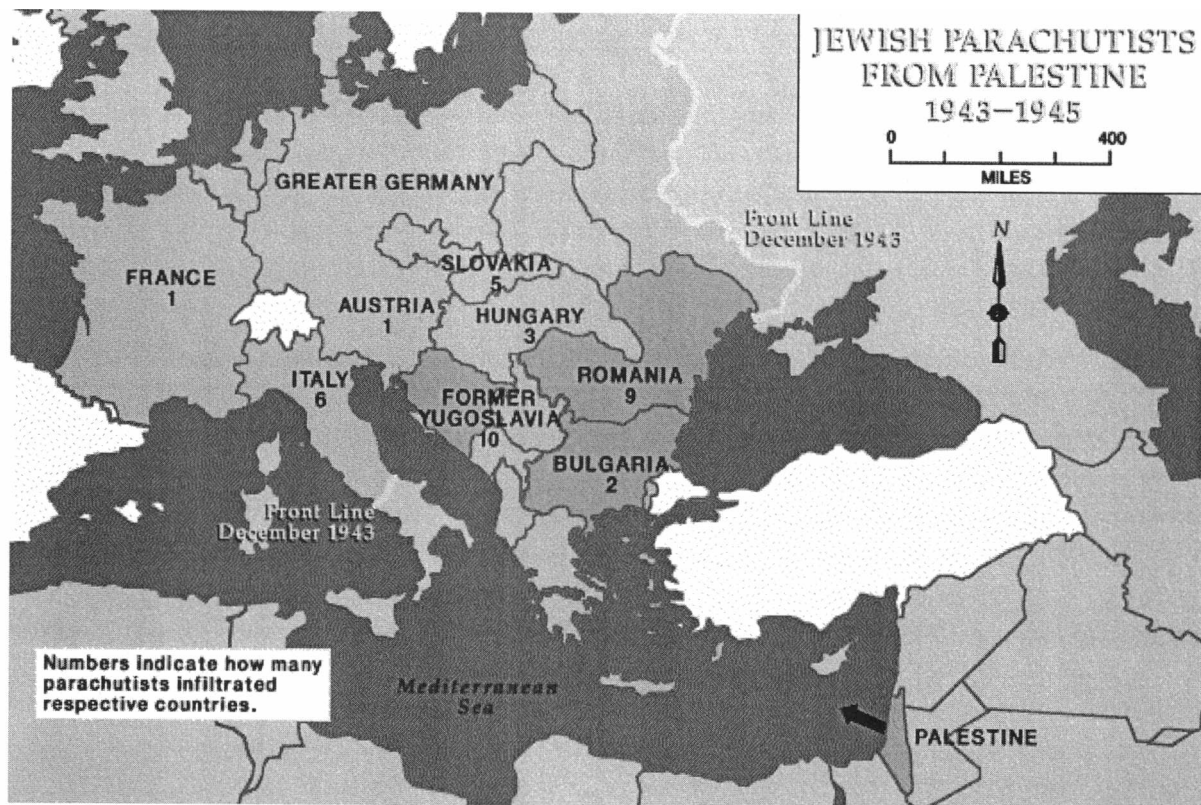 JEWISH PARACHUTISTS
FROM PALESTINE
1943–1945
0 400
MILES
GREATER GERMANY
Front Line
December 1943
N
SLOVAKIA
5
FRANCE
1
AUSTRIA
1
HUNGARY
3
ITALY
6
ROMANIA
9
FORMER
YUGOSLAVIA
10
BULGARIA
2
Front Line
December 1943
Numbers indicate how many
parachutists infiltrated
respective countries.
Mediterranean
Sea
PALESTINE